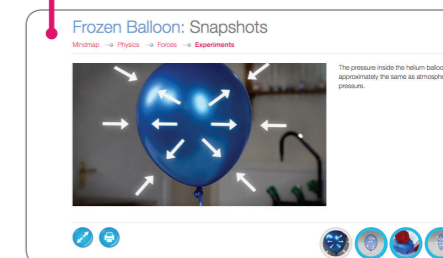 Frozen Balloon: Snapshots
Mindmap → Physics → Forces → Experiments
The pressure inside the helium balloo
approximately the same as atmosphe
pressure.